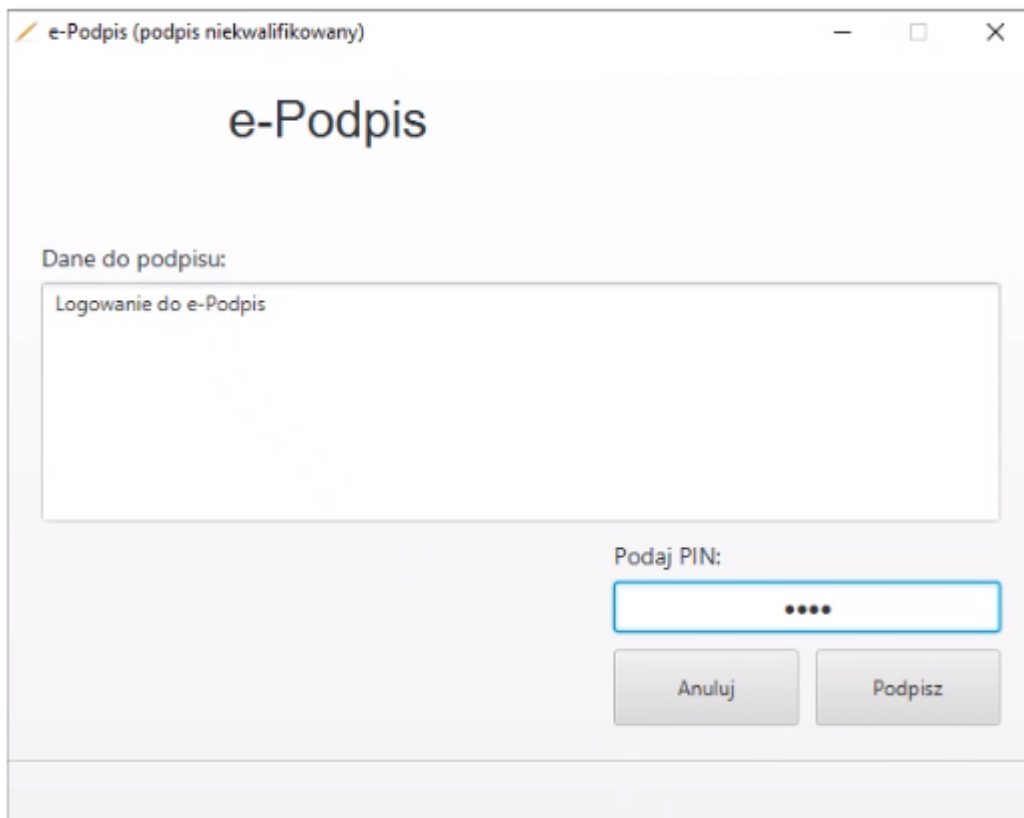 e-Podpis (podpis niekwalifikowany)
e-Podpis
Dane do podpisu:
Logowanie do e-Podpis
Podaj PIN:
••••
Anuluj Podpisz